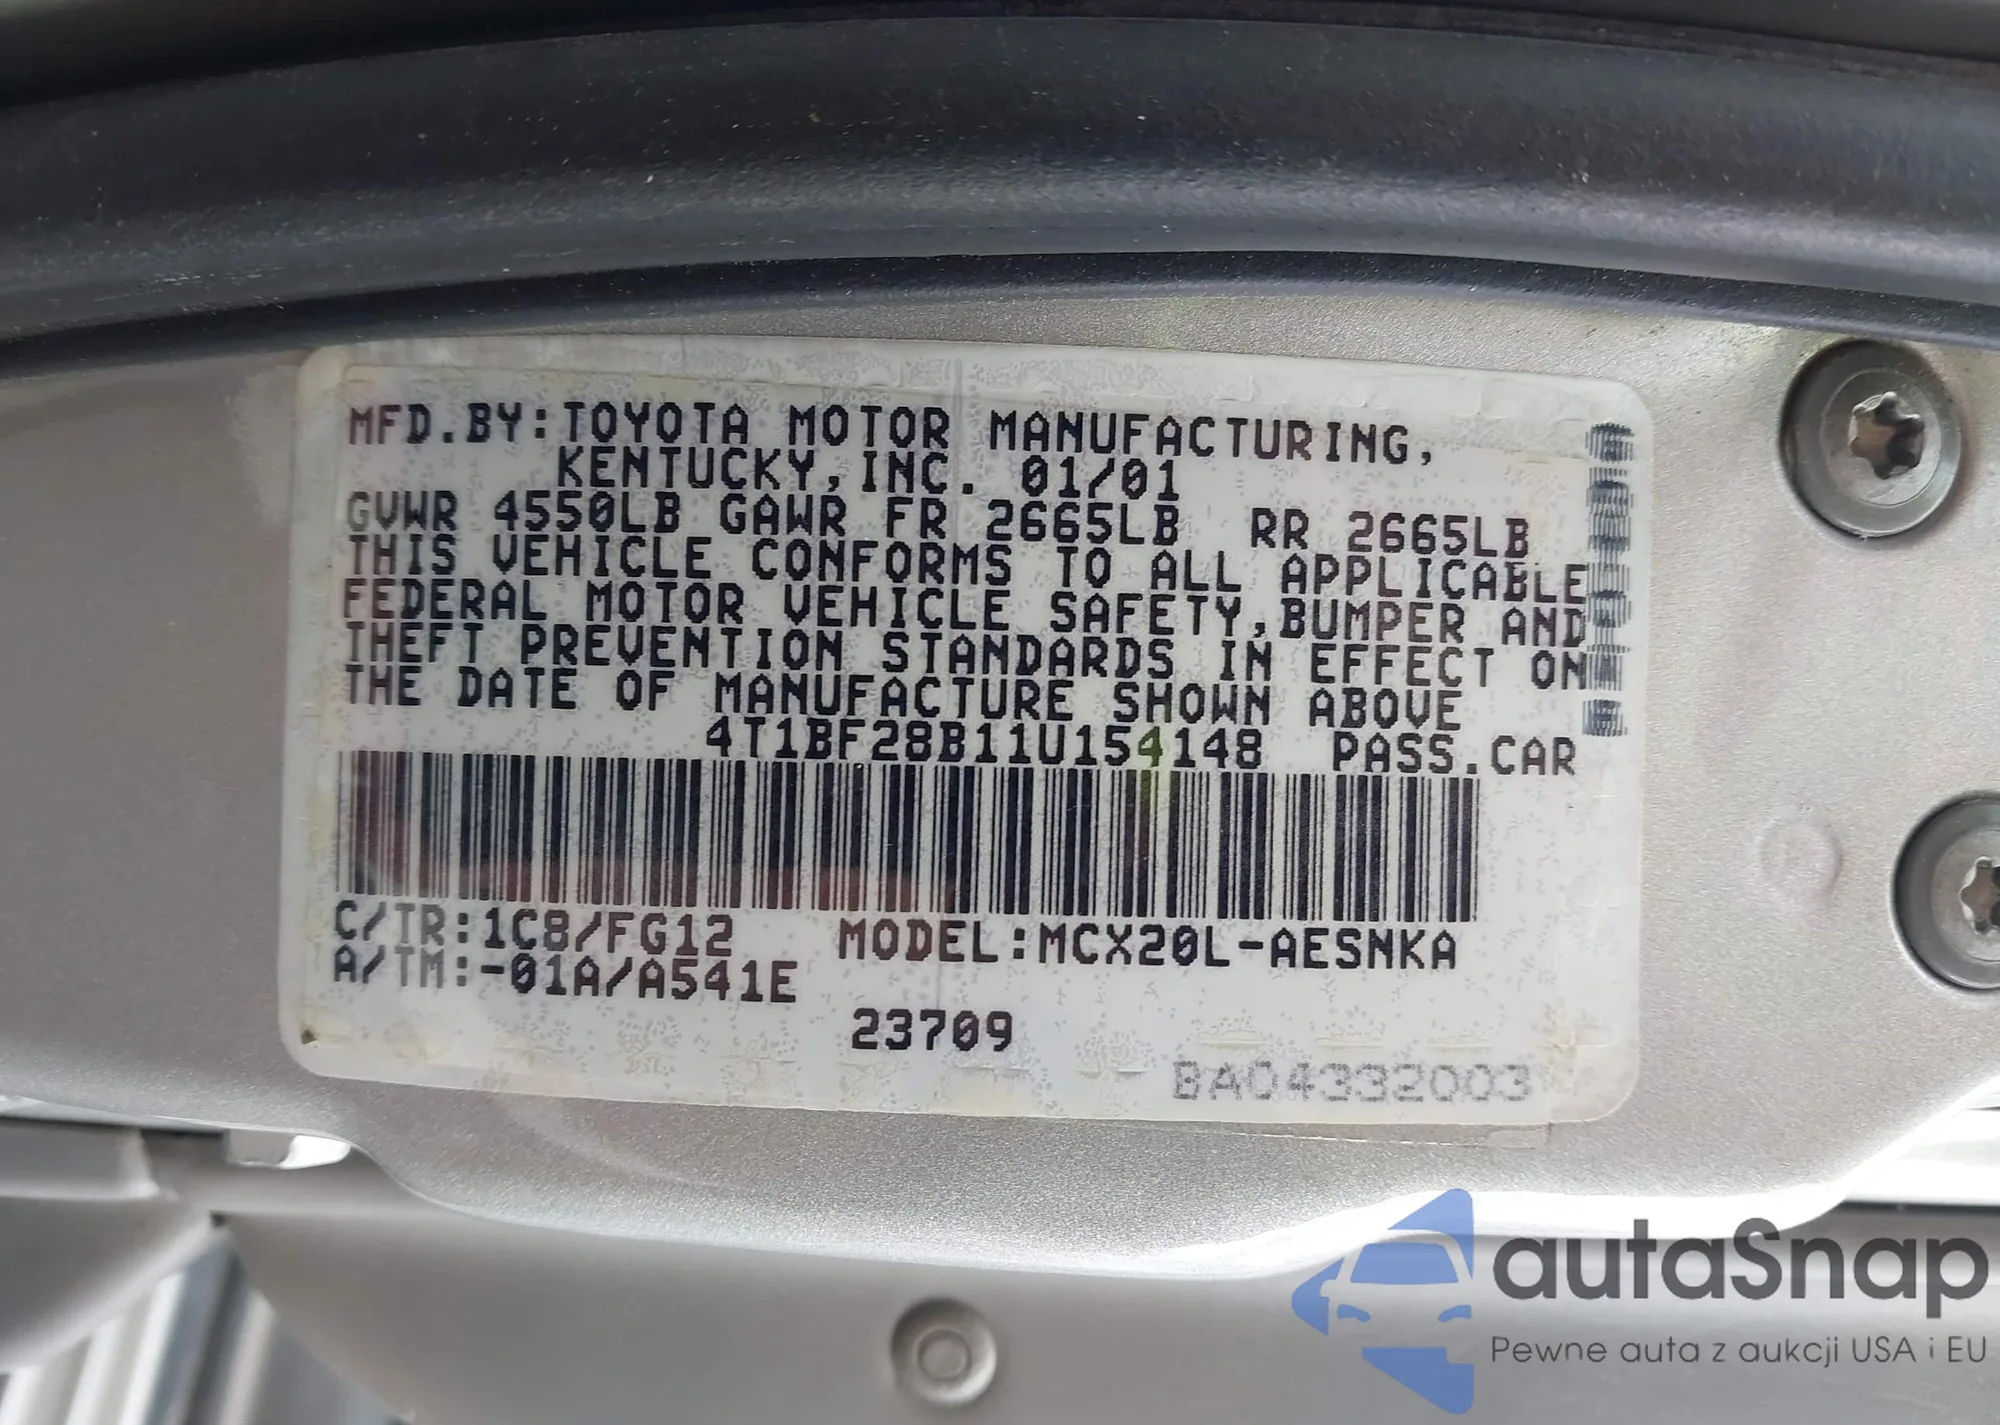 MFD.BY:TOYOTA MOTOR MANUFACTURING,
KENTUCKY,INC. 01/01
GVWR 4550LB GAWR FR 2665LB RR 2665LB
THIS VEHICLE CONFORMS TO ALL APPLICABLE
FEDERAL MOTOR VEHICLE SAFETY,BUMPER AND
THEFT PREVENTION STANDARDS IN EFFECT ON
THE DATE OF MANUFACTURE SHOWN ABOVE
4T1BF28B11U154148 PASS.CAR
C/TR:1C8/FG12 MODEL:MCX20L-AESNKA
A/TM:-01A/A541E
23709
BA04332003
autaSnap
Pewne auta z aukcji USA i EU